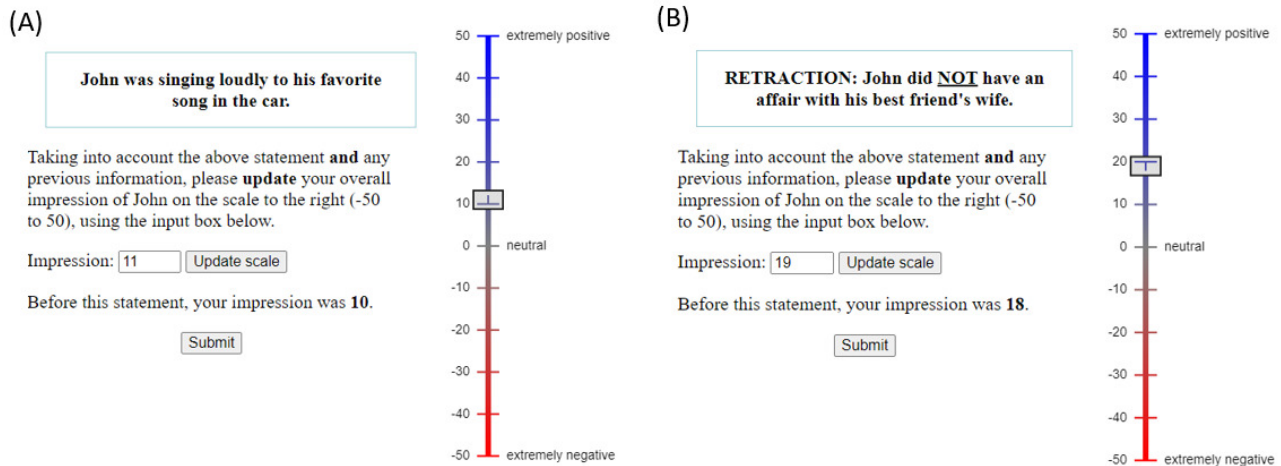 (A)
John was singing loudly to his favorite
song in the car.
Taking into account the above statement and any
previous information, please update your overall
impression of John on the scale to the right (-50
to 50), using the input box below.
Impression: 11 Update scale
Before this statement, your impression was 10.
Submit
50 extremely positive
40
30
20
10
0 neutral
-10
-20
-30
-40
-50 extremely negative
(B)
RETRACTION: John did NOT have an
affair with his best friend's wife.
Taking into account the above statement and any
previous information, please update your overall
impression of John on the scale to the right (-50
to 50), using the input box below.
Impression: 19 Update scale
Before this statement, your impression was 18.
Submit
50 extremely positive
40
30
20
10
0 neutral
-10
-20
-30
-40
-50 extremely negative